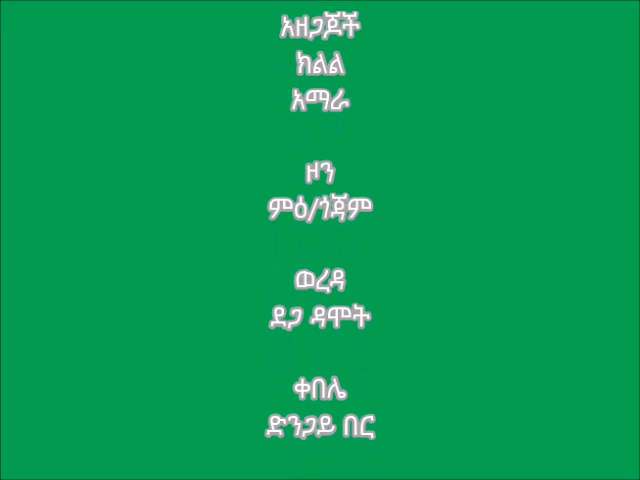 አዘጋጆች
ክልል
አማራ
ዞን
ምዕ/ጎጃም
ወረዳ
ደጋ ዳሞት
ቀበሌ
ድንጋይ በር